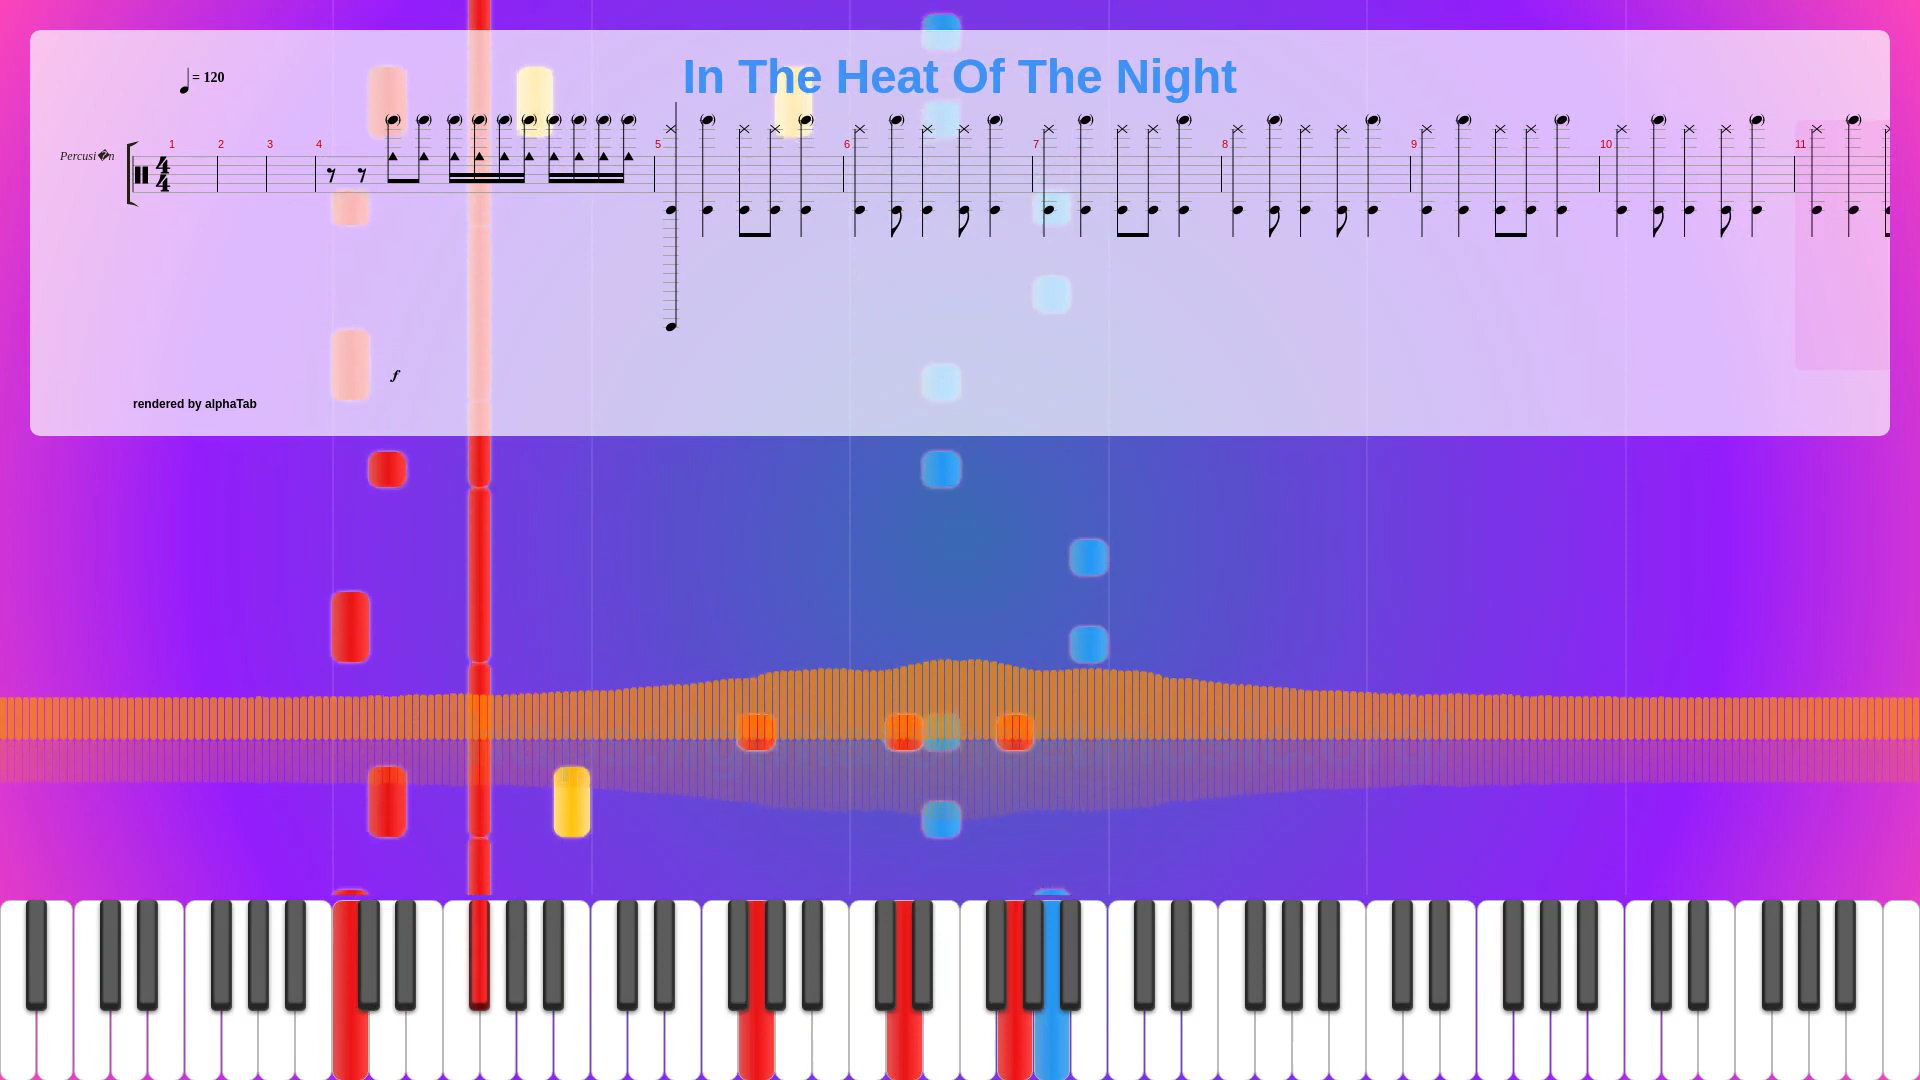 In The Heat Of The Night
= 120
1 2 3 4 5 6 7 8 9 10 11
Percusi�n
4
4
f
rendered by alphaTab